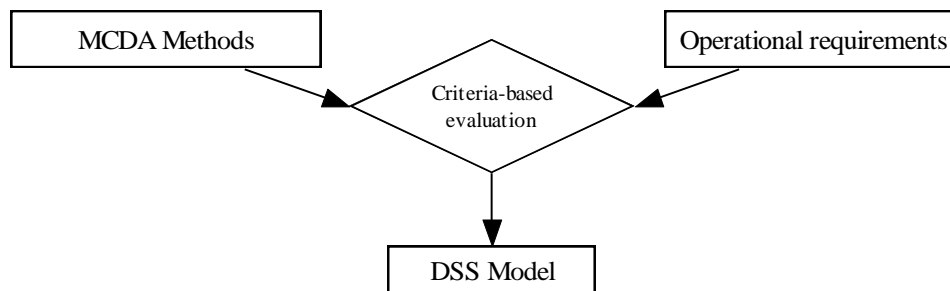 MCDA Methods
Operational requirements
Criteria-based
evaluation
DSS Model